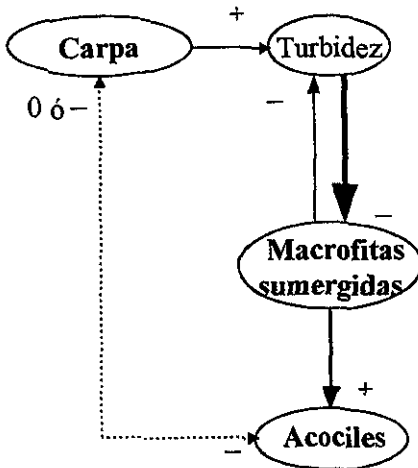 +
Carpa
Turbidez
0 ó –
–
–
Macrofitas
sumergidas
+
–
Acociles